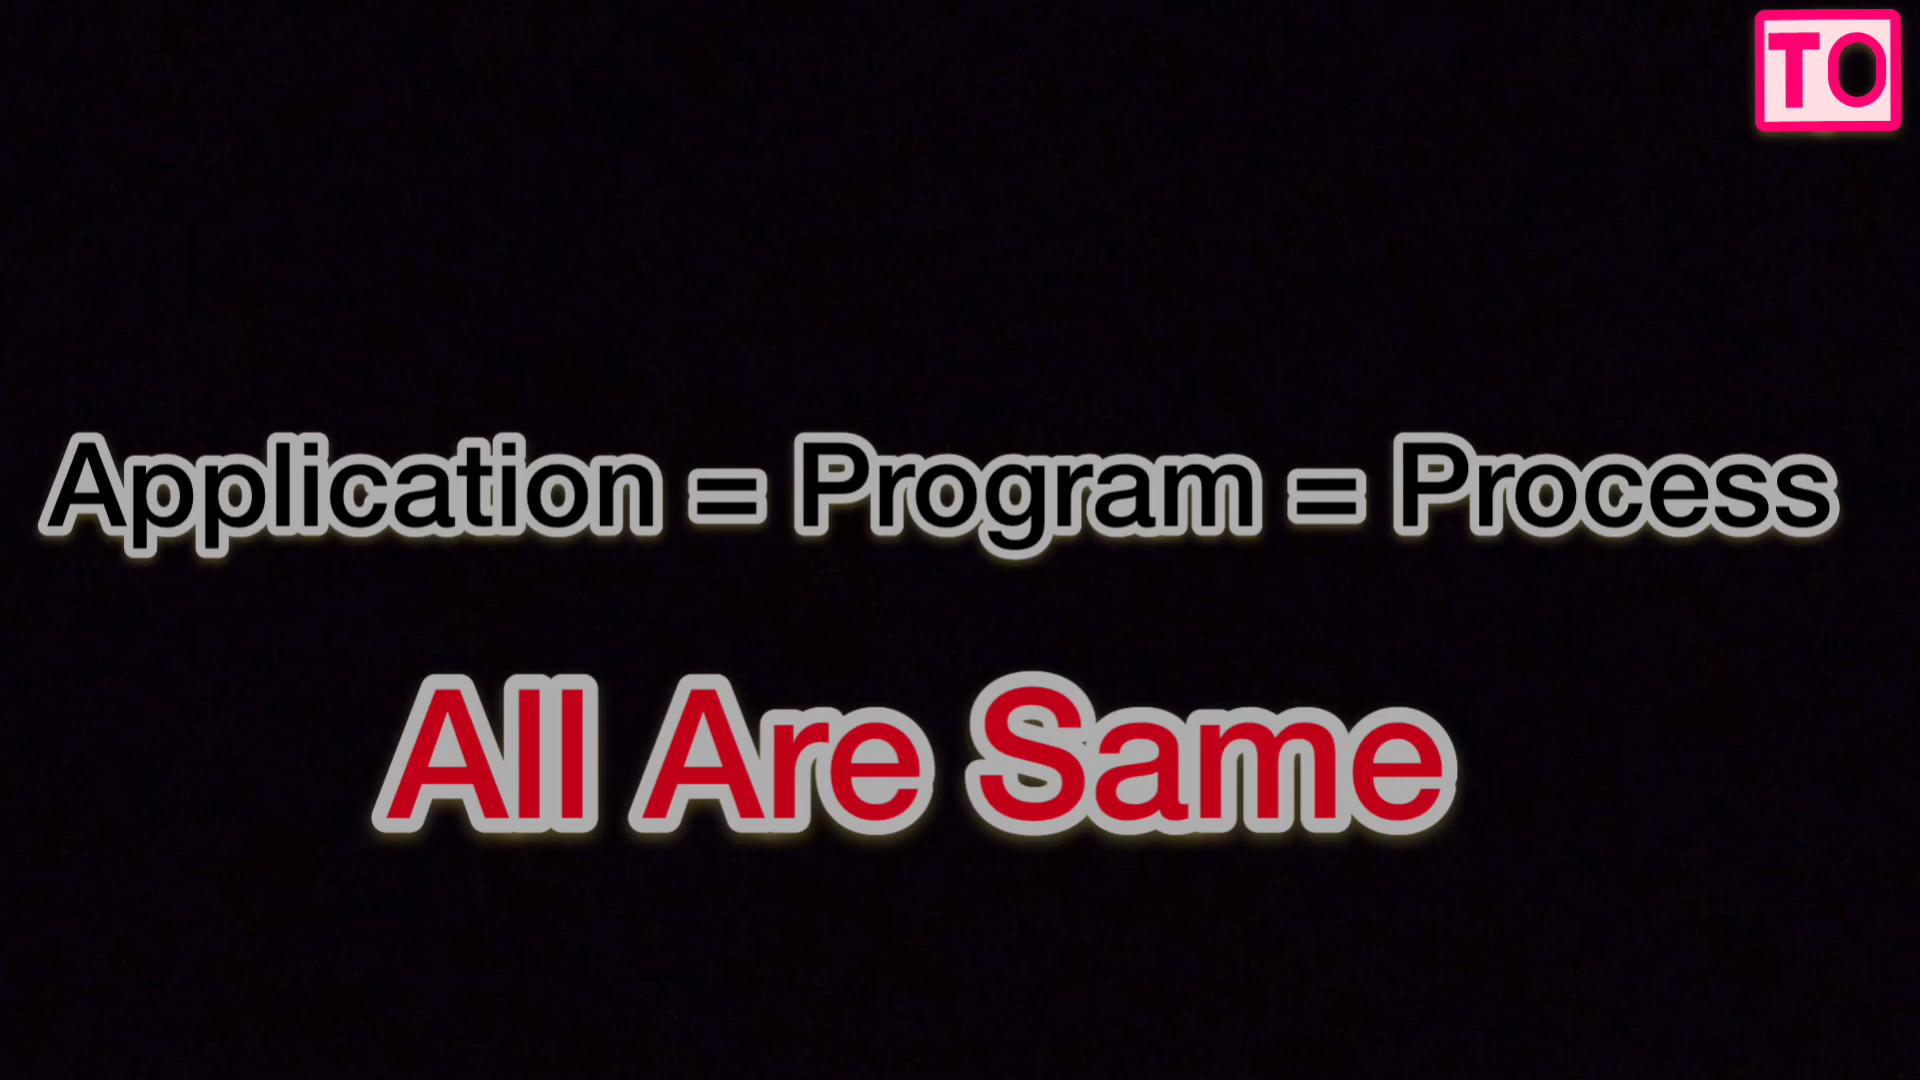 TO
Application = Program = Process
All Are Same